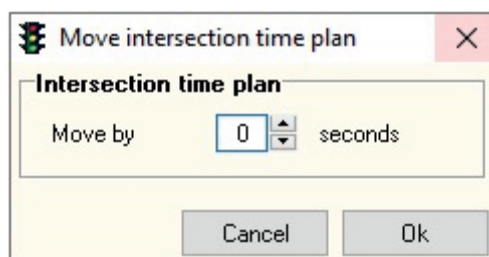 Move intersection time plan
Intersection time plan
Move by 0 seconds
Cancel Ok